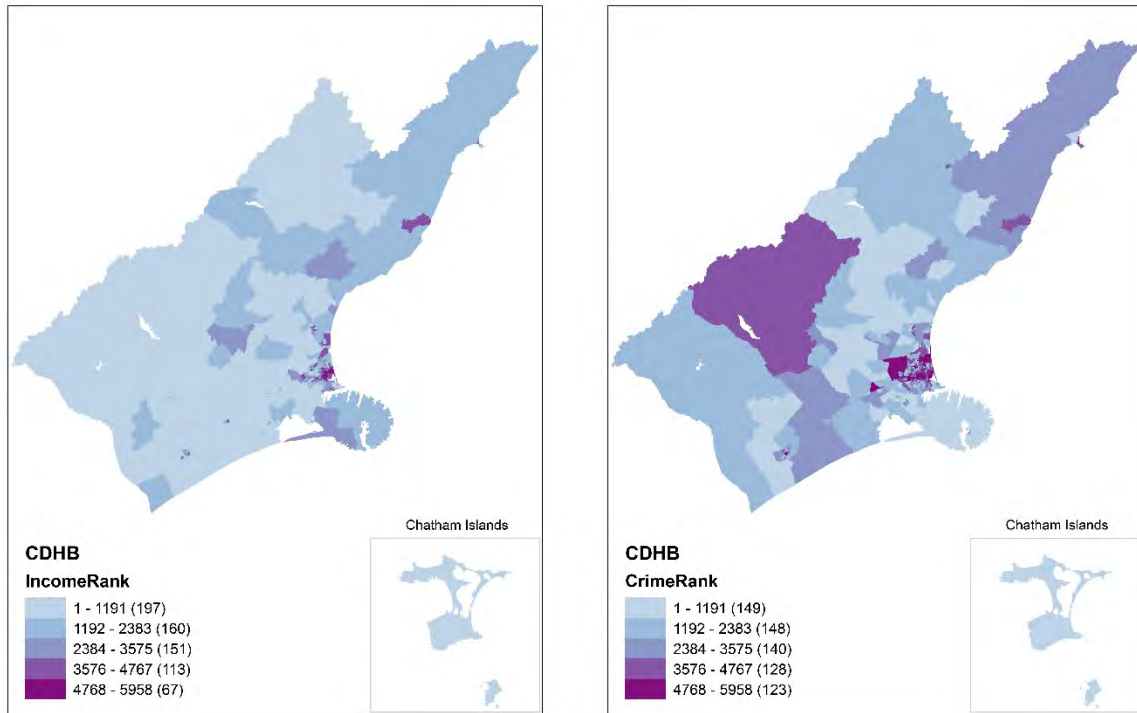 Chatham Islands
CDHB
IncomeRank
1 - 1191 (197)
1192 - 2383 (160)
2384 - 3575 (151)
3576 - 4767 (113)
4768 - 5958 (67)
Chatham Islands
CDHB
CrimeRank
1 - 1191 (149)
1192 - 2383 (148)
2384 - 3575 (140)
3576 - 4767 (128)
4768 - 5958 (123)